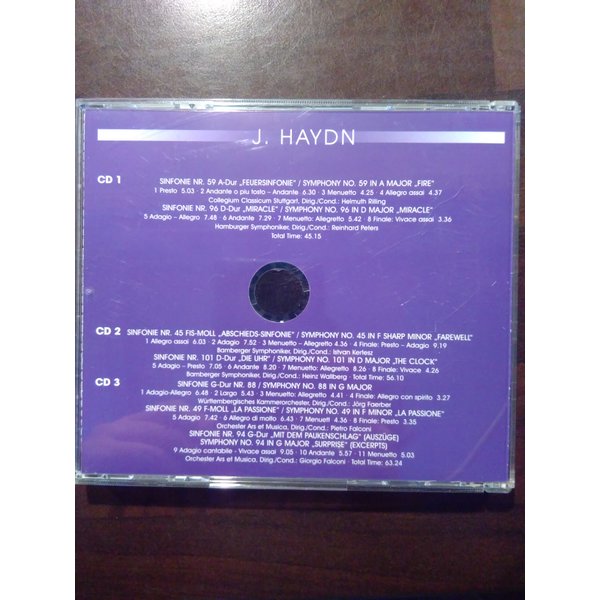 J. HAYDN
CD 1
SINFONIE NR. 59 A-Dur „FEUERSINFONIE" / SYMPHONY NO. 59 IN A MAJOR „FIRE"
1 Presto 5.03 · 2 Andante o piu tosto – Andante 6.30 · 3 Menuetto 4.25 · 4 Allegro assai 4.37
Collegium Classicum Stuttgart, Dirig./Cond.: Helmuth Rilling
SINFONIE NR. 96 D-Dur „MIRACLE" / SYMPHONY NO. 96 IN D MAJOR „MIRACLE"
5 Adagio – Allegro 7.48 · 6 Andante 7.29 · 7 Menuetto: Allegretto 5.42 · 8 Finale: Vivace assai 3.36
Hamburger Symphoniker, Dirig./Cond.: Reinhard Peters
Total Time: 45.15
CD 2
SINFONIE NR. 45 FIS-MOLL „ABSCHIEDS-SINFONIE" / SYMPHONY NO. 45 IN F SHARP MINOR „FAREWELL"
1 Allegro assai 6.03 · 2 Adagio 7.52 · 3 Menuetto – Allegretto 4.36 · 4 Finale: Presto – Adagio 9.19
Bamberger Symphoniker, Dirig./Cond.: Istvan Kertesz
SINFONIE NR. 101 D-Dur „DIE UHR" / SYMPHONY NO. 101 IN D MAJOR „THE CLOCK"
5 Adagio – Presto 7.05 · 6 Andante 8.20 · 7 Menuetto – Allegretto 8.26 · 8 Finale: Vivace 4.26
Bamberger Symphoniker, Dirig./Cond.: Heinz Wallberg · Total Time: 56.10
CD 3
SINFONIE G-Dur NR. 88 / SYMPHONY NO. 88 IN G MAJOR
1 Adagio-Allegro 6.48 · 2 Largo 5.43 · 3 Menuetto: Allegretto 4.41 · 4 Finale: Allegro con spirito 3.27
Württembergisches Kammerorchester, Dirig./Cond.: Jörg Faerber
SINFONIE NR. 49 F-MOLL „LA PASSIONE" / SYMPHONY NO. 49 IN F MINOR „LA PASSIONE"
5 Adagio 7.42 · 6 Allegro di molto 6.43 · 7 Menuett 4.36 · 8 Finale: Presto 3.35
Orchester Ars et Musica, Dirig./Cond.: Pietro Falconi
SINFONIE NR. 94 G-Dur „MIT DEM PAUKENSCHLAG" (AUSZÜGE)
SYMPHONY NO. 94 IN G MAJOR „SURPRISE" (EXCERPTS)
9 Adagio cantabile - Vivace assai 9.05 · 10 Andante 5.57 · 11 Menuetto 5.03
Orchester Ars et Musica, Dirig./Cond.: Giorgio Falconi · Total Time: 63.24